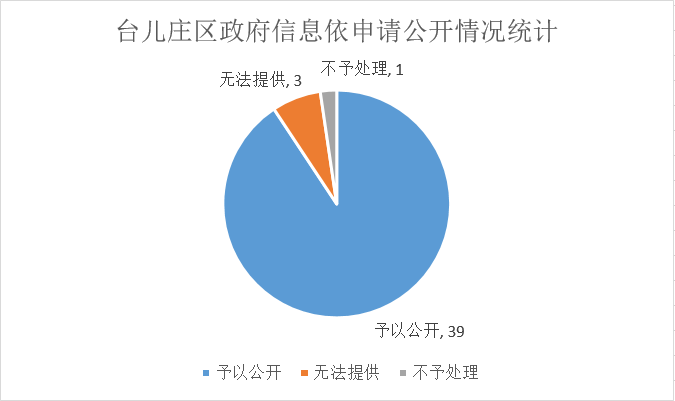 台儿庄区政府信息依申请公开情况统计
不予处理, 1
无法提供, 3
予以公开, 39
予以公开 无法提供 不予处理